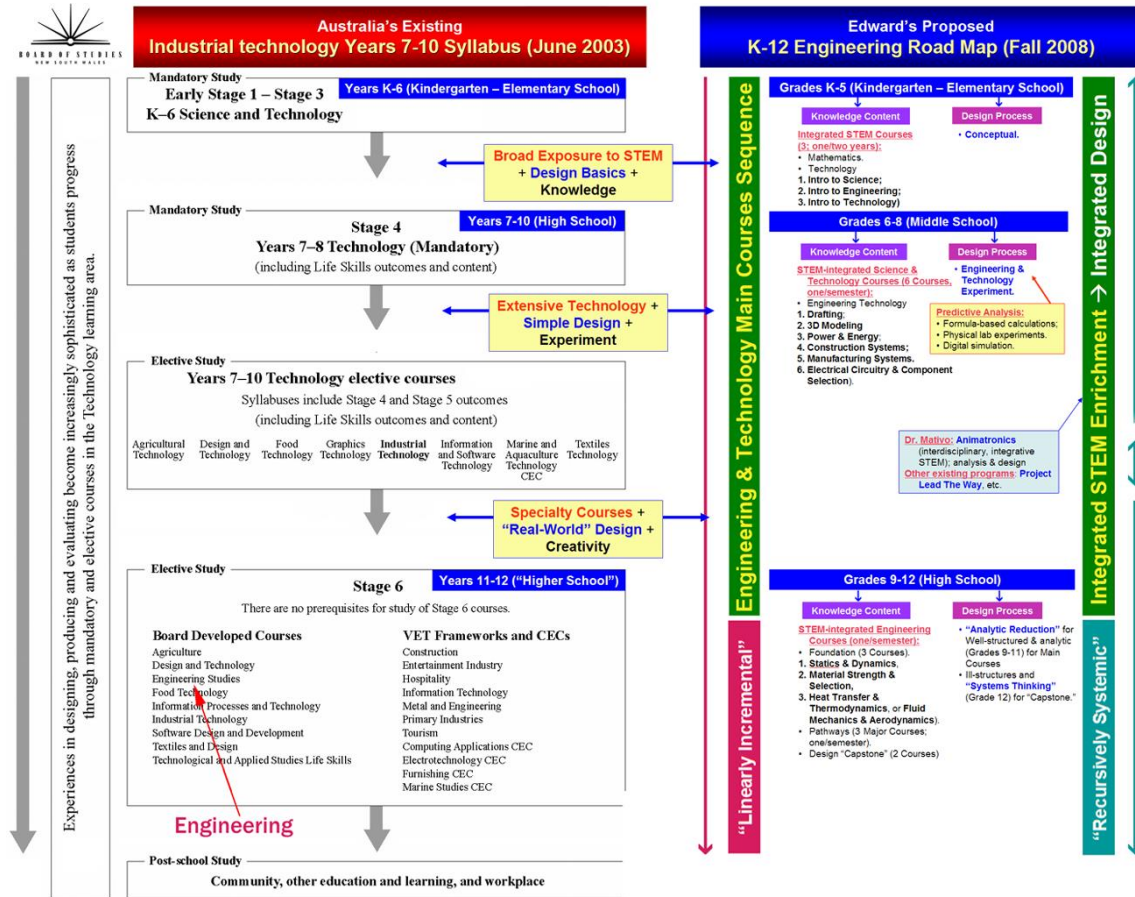 BOARD OF STUDIES
NEW SOUTH WALES
Australia's Existing
Industrial technology Years 7-10 Syllabus (June 2003)
Edward's Proposed
K-12 Engineering Road Map (Fall 2008)
Experiences in designing, producing and evaluating become increasingly sophisticated as students progress
through mandatory and elective courses in the Technology learning area.
Mandatory Study
Years K-6 (Kindergarten – Elementary School)
Early Stage 1 – Stage 3
K–6 Science and Technology
Broad Exposure to STEM
+ Design Basics +
Knowledge
Mandatory Study
Years 7-10 (High School)
Stage 4
Years 7–8 Technology (Mandatory)
(including Life Skills outcomes and content)
Extensive Technology +
Simple Design +
Experiment
Elective Study
Years 7–10 Technology elective courses
Syllabuses include Stage 4 and Stage 5 outcomes
(including Life Skills outcomes and content)
Agricultural
Technology
Design and
Technology
Food
Technology
Graphics
Technology
Industrial
Technology
Information
and Software
Technology
Marine and
Aquaculture
Technology
CEC
Textiles
Technology
Specialty Courses +
"Real-World" Design +
Creativity
Elective Study
Years 11-12 ("Higher School")
Stage 6
There are no prerequisites for study of Stage 6 courses.
Board Developed Courses
Agriculture
Design and Technology
Engineering Studies
Food Technology
Information Processes and Technology
Industrial Technology
Software Design and Development
Textiles and Design
Technological and Applied Studies Life Skills
VET Frameworks and CECs
Construction
Entertainment Industry
Hospitality
Information Technology
Metal and Engineering
Primary Industries
Tourism
Computing Applications CEC
Electrotechnology CEC
Furnishing CEC
Marine Studies CEC
Engineering
Post-school Study
Community, other education and learning, and workplace
Engineering & Technology Main Courses Sequence
"Linearly Incremental"
Grades K-5 (Kindergarten – Elementary School)
Knowledge Content
Integrated STEM Courses
(3; one/two years):
• Mathematics.
• Technology
1. Intro to Science;
2. Intro to Engineering;
3. Intro to Technology)
Design Process
• Conceptual.
Grades 6-8 (Middle School)
Knowledge Content
STEM-integrated Science &
Technology Courses (6 Courses,
one/semester):
• Engineering Technology
1. Drafting;
2. 3D Modeling
3. Power & Energy;
4. Construction Systems;
5. Manufacturing Systems.
6. Electrical Circuitry & Component
Selection).
Design Process
• Engineering &
Technology
Experiment.
Predictive Analysis:
• Formula-based calculations;
• Physical lab experiments.
• Digital simulation.
Dr. Mativo: Animatronics
(interdisciplinary, integrative
STEM); analysis & design
Other existing programs: Project
Lead The Way, etc.
Grades 9-12 (High School)
Knowledge Content
STEM-integrated Engineering
Courses (one/semester):
• Foundation (3 Courses).
1. Statics & Dynamics,
2. Material Strength &
Selection,
3. Heat Transfer &
Thermodynamics, or Fluid
Mechanics & Aerodynamics).
• Pathways (3 Major Courses;
one/semester).
• Design "Capstone" (2 Courses)
Design Process
• "Analytic Reduction" for
Well-structured & analytic
(Grades 9-11) for Main
Courses
• Ill-structures and
"Systems Thinking"
(Grade 12) for "Capstone."
Integrated STEM Enrichment → Integrated Design
"Recursively Systemic"